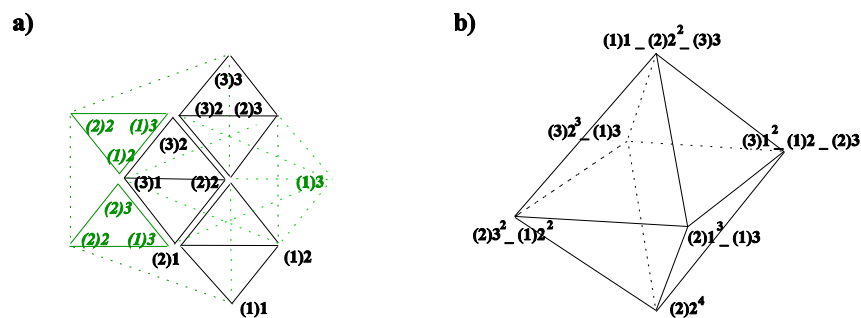 a)
(3)3
(3)2 (2)3
(2)2 (1)3
(1)2
(3)2
(3)1 (2)2
(1)3
(2)3
(2)2 (1)3
(2)1
(1)2
(1)1
b)
(1)1 _ (2)2² _ (3)3
(3)2³ _ (1)3
(3)1² _ (1)2 _ (2)3
(2)3² _ (1)2²
(2)1³ _ (1)3
(2)2⁴